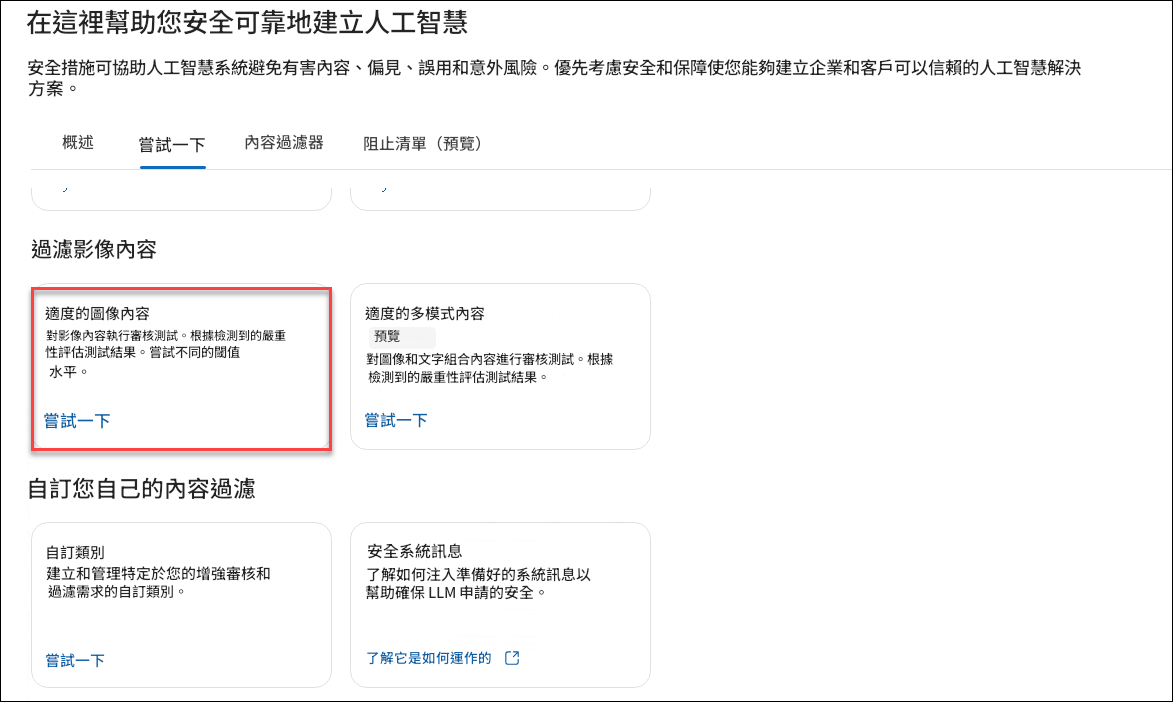 在這裡幫助您安全可靠地建立人工智慧
安全措施可協助人工智慧系統避免有害內容、偏見、誤用和意外風險。優先考慮安全和保障使您能夠建立企業和客戶可以信賴的人工智慧解決
方案。
概述
嘗試一下
內容過濾器
阻止清單（預覽）
過濾影像內容
適度的圖像內容
對影像內容執行審核測試。根據檢測到的嚴重
性評估測試結果。嘗試不同的閾值
水平。
嘗試一下
適度的多模式內容
預覽
對圖像和文字組合內容進行審核測試。根據
檢測到的嚴重性評估測試結果。
嘗試一下
自訂您自己的內容過濾
自訂類別
建立和管理特定於您的增強審核和
過濾需求的自訂類別。
嘗試一下
安全系統訊息
了解如何注入準備好的系統訊息以
幫助確保 LLM 申請的安全。
了解它是如何運作的